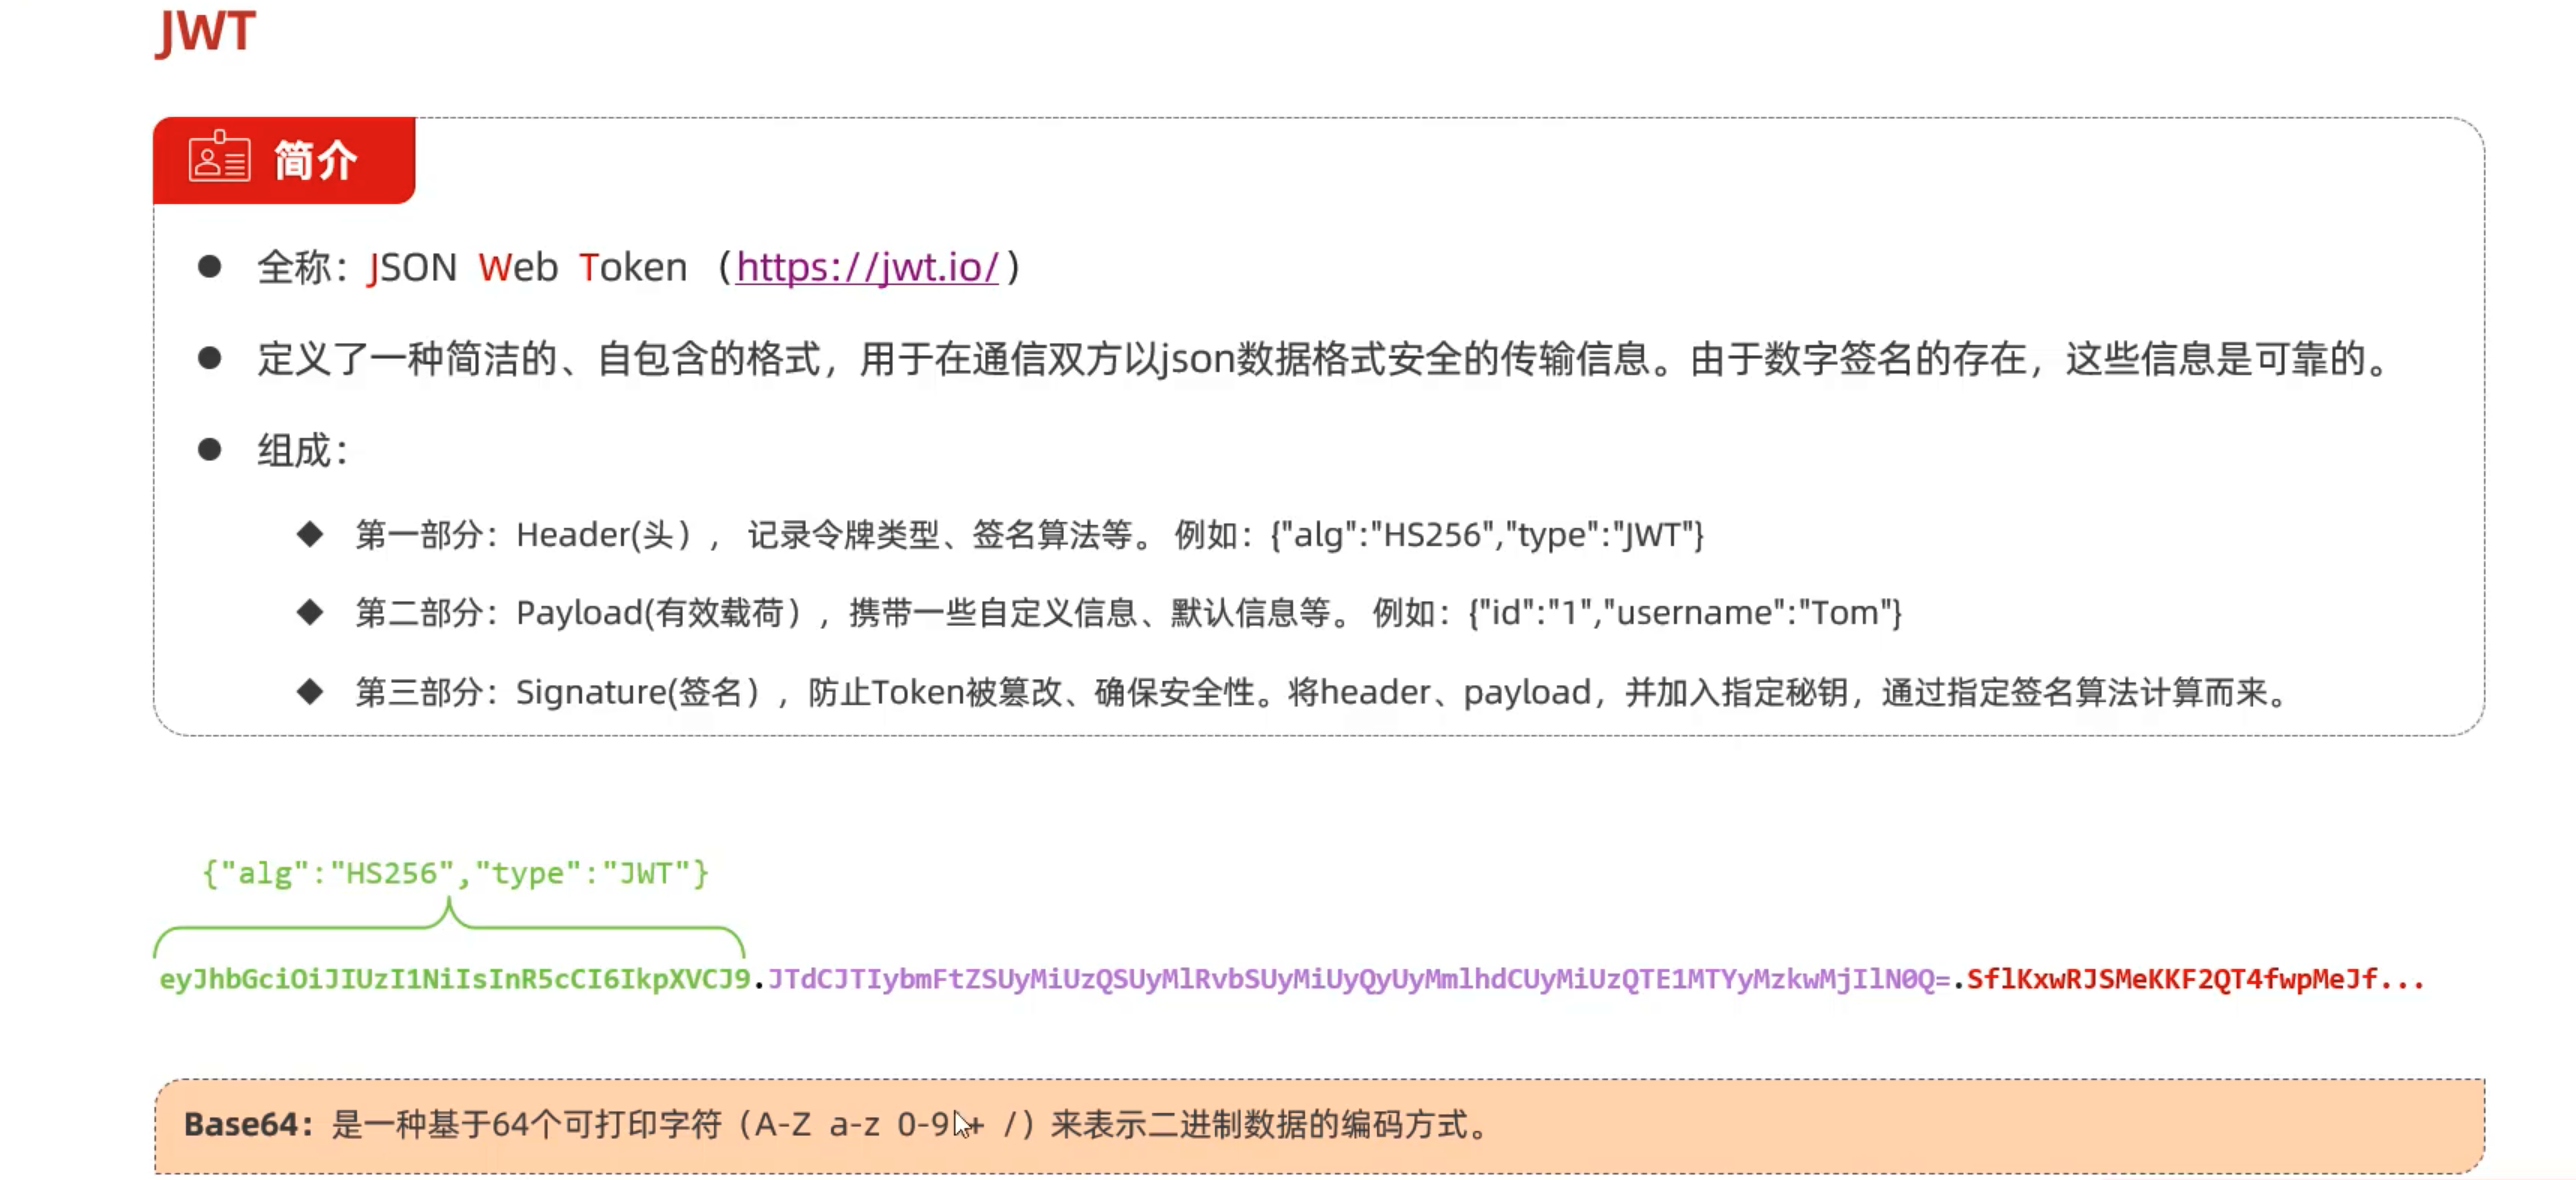 JWT
简介
全称：JSON Web Token（https://jwt.io/）
定义了一种简洁的、自包含的格式，用于在通信双方以json数据格式安全的传输信息。由于数字签名的存在，这些信息是可靠的。
组成：
第一部分：Header(头）， 记录令牌类型、签名算法等。 例如：{"alg":"HS256","type":"JWT"}
第二部分：Payload(有效载荷），携带一些自定义信息、默认信息等。 例如：{"id":"1","username":"Tom"}
第三部分：Signature(签名），防止Token被篡改、确保安全性。将header、payload，并加入指定秘钥，通过指定签名算法计算而来。
{"alg":"HS256","type":"JWT"}
eyJhbGciOiJIUzI1NiIsInR5cCI6IkpXVCJ9.JTdCJTIybmFtZSUyMiUzQSUyMlRvbSUyMiUyQyUyMmlhdCUyMiUzQTE1MTYyMzkwMjIlN0Q=.SflKxwRJSMeKKF2QT4fwpMeJf...
Base64：是一种基于64个可打印字符（A-Z a-z 0-9 + /）来表示二进制数据的编码方式。